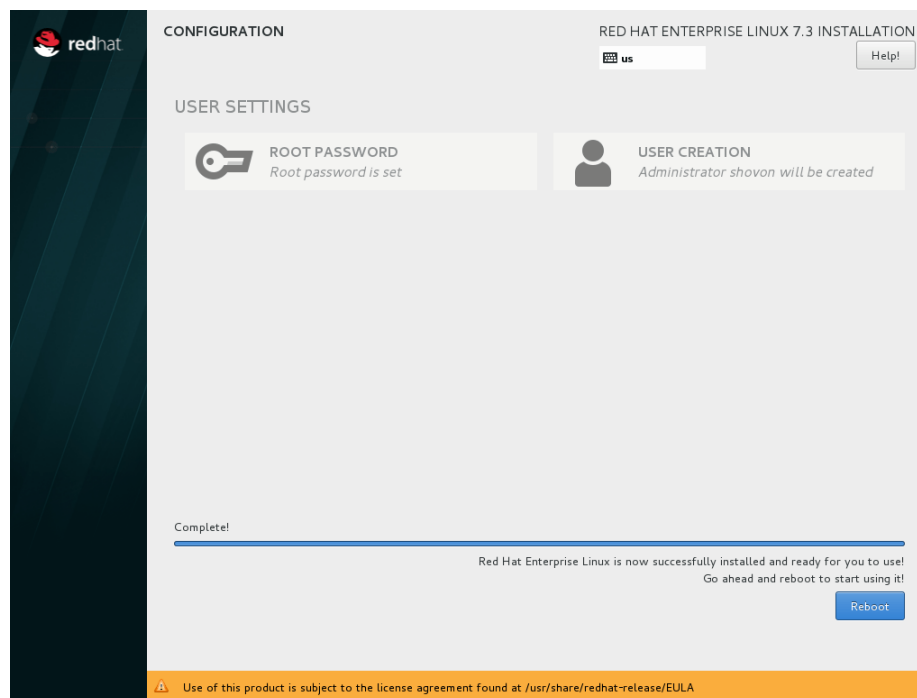 redhat
CONFIGURATION
RED HAT ENTERPRISE LINUX 7.3 INSTALLATION
us
Help!
USER SETTINGS
ROOT PASSWORD
Root password is set
USER CREATION
Administrator shovon will be created
Complete!
Red Hat Enterprise Linux is now successfully installed and ready for you to use!
Go ahead and reboot to start using it!
Reboot
Use of this product is subject to the license agreement found at /usr/share/redhat-release/EULA